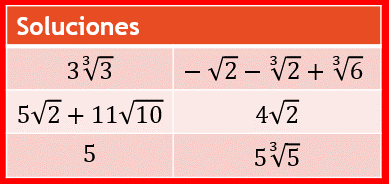 Soluciones
3∛3 −√2 − ∛2 + ∛6
5√2 + 11√10 4√2
5 5∛5